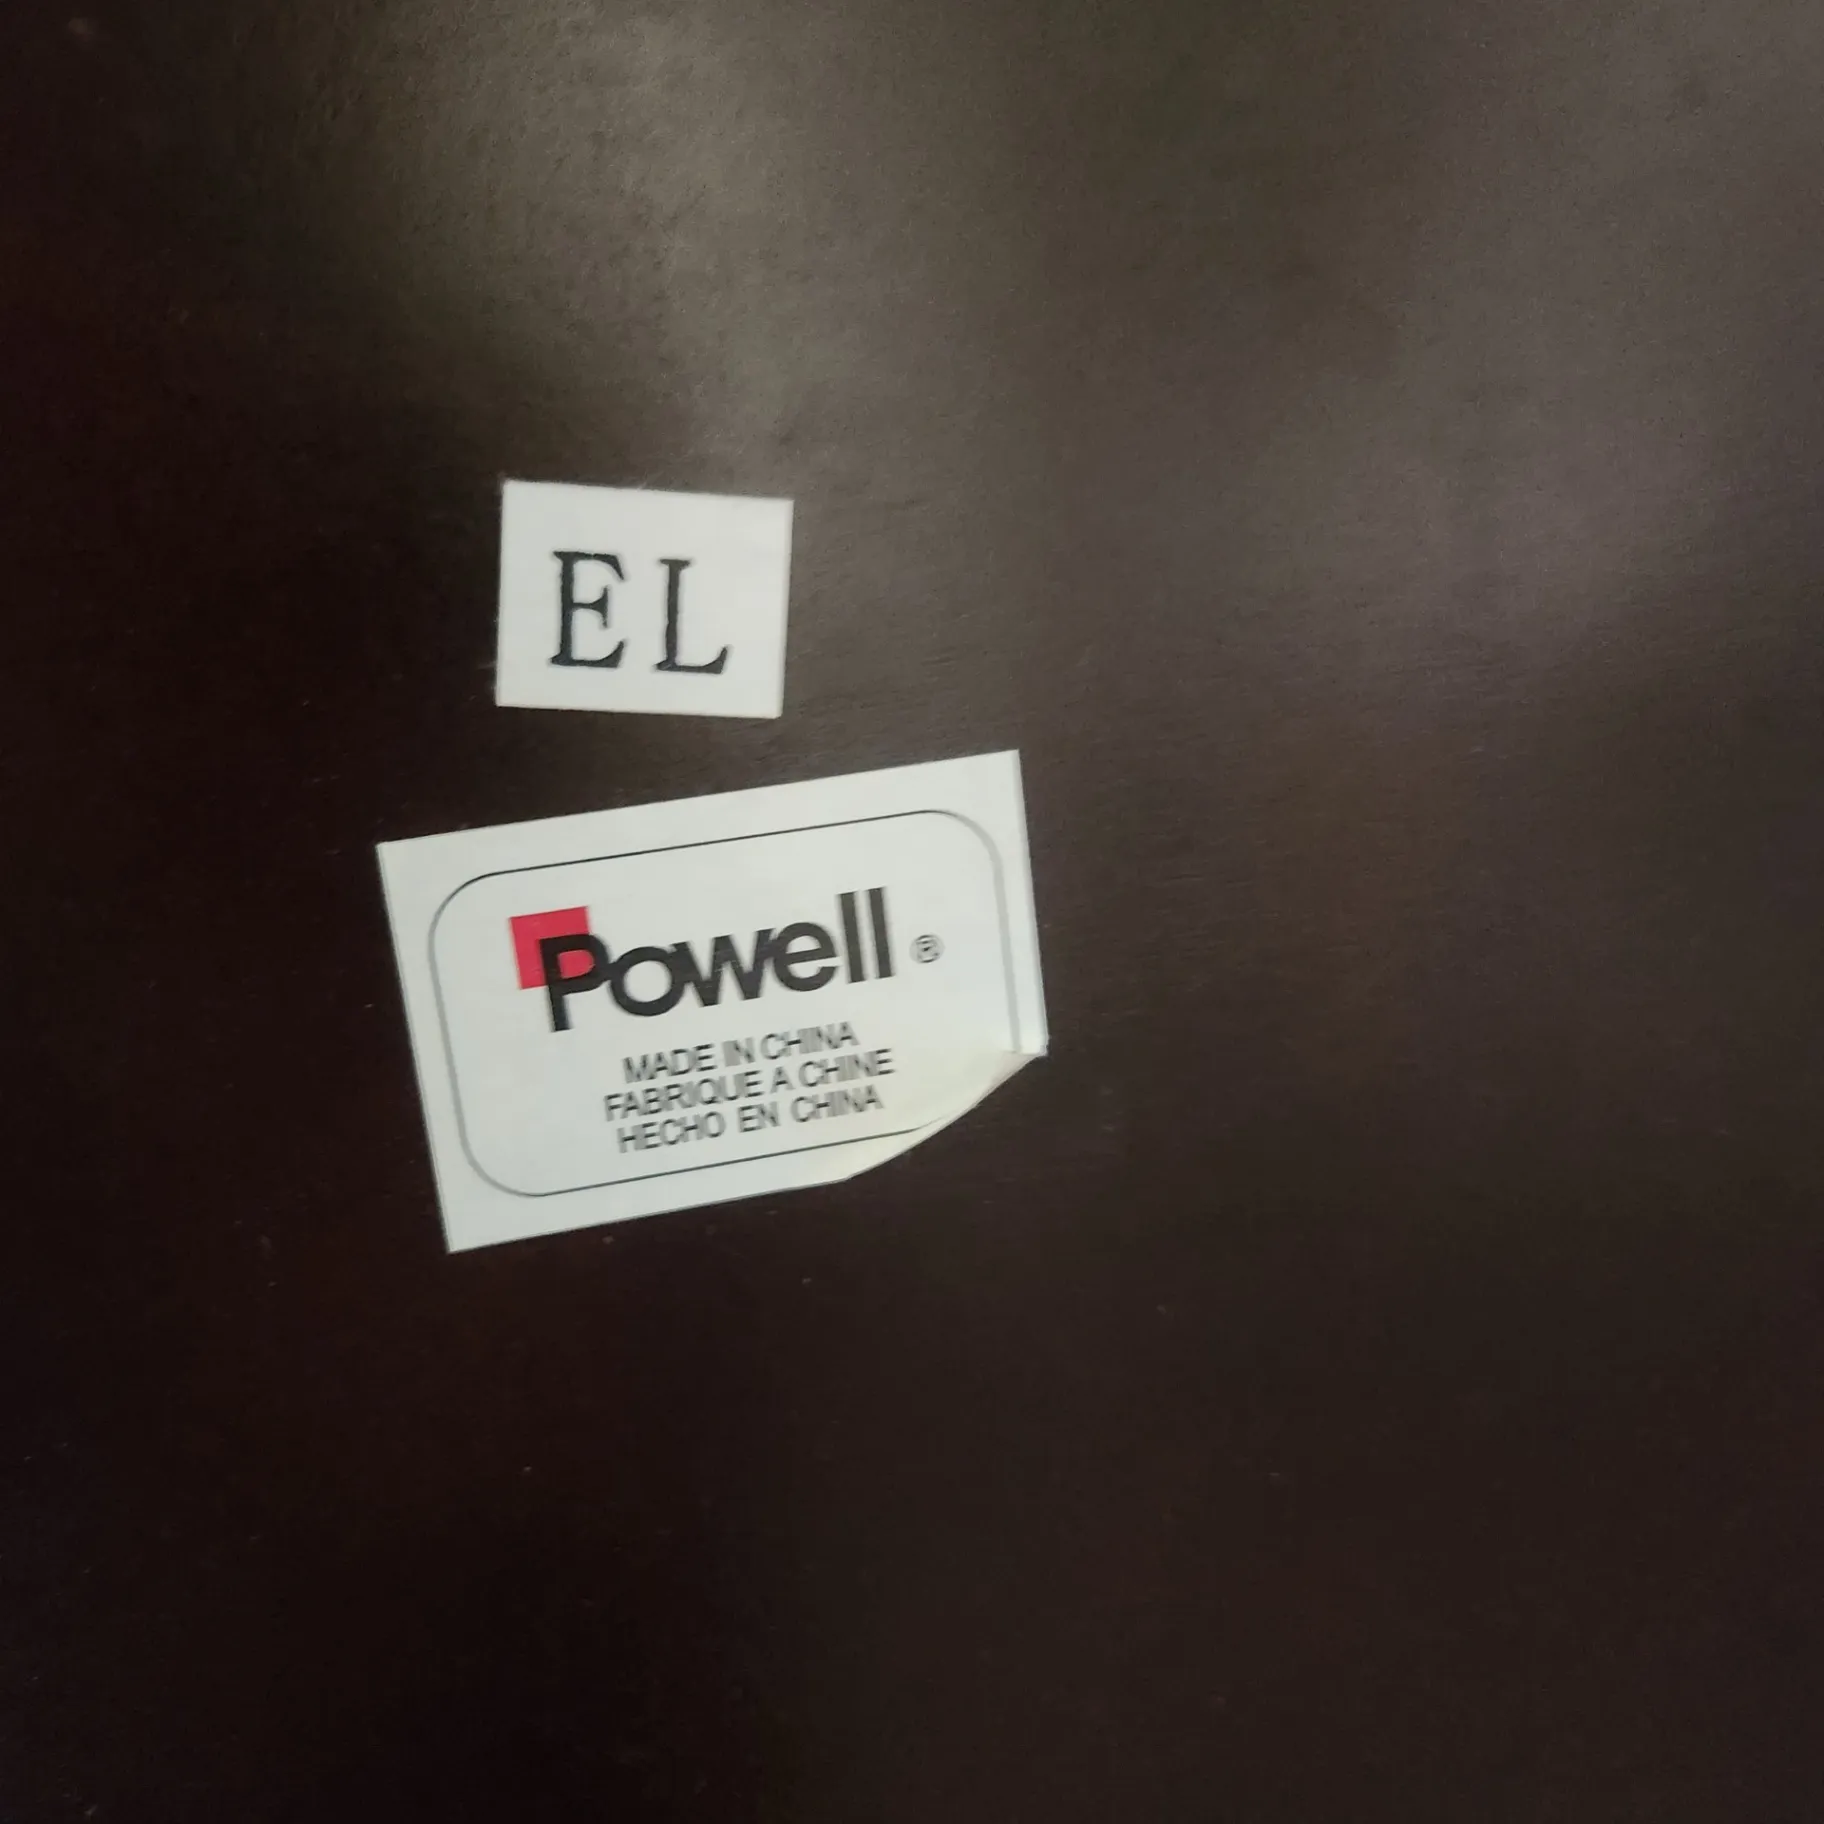 EL
Powell ®
MADE IN CHINA
FABRIQUE A CHINE
HECHO EN CHINA